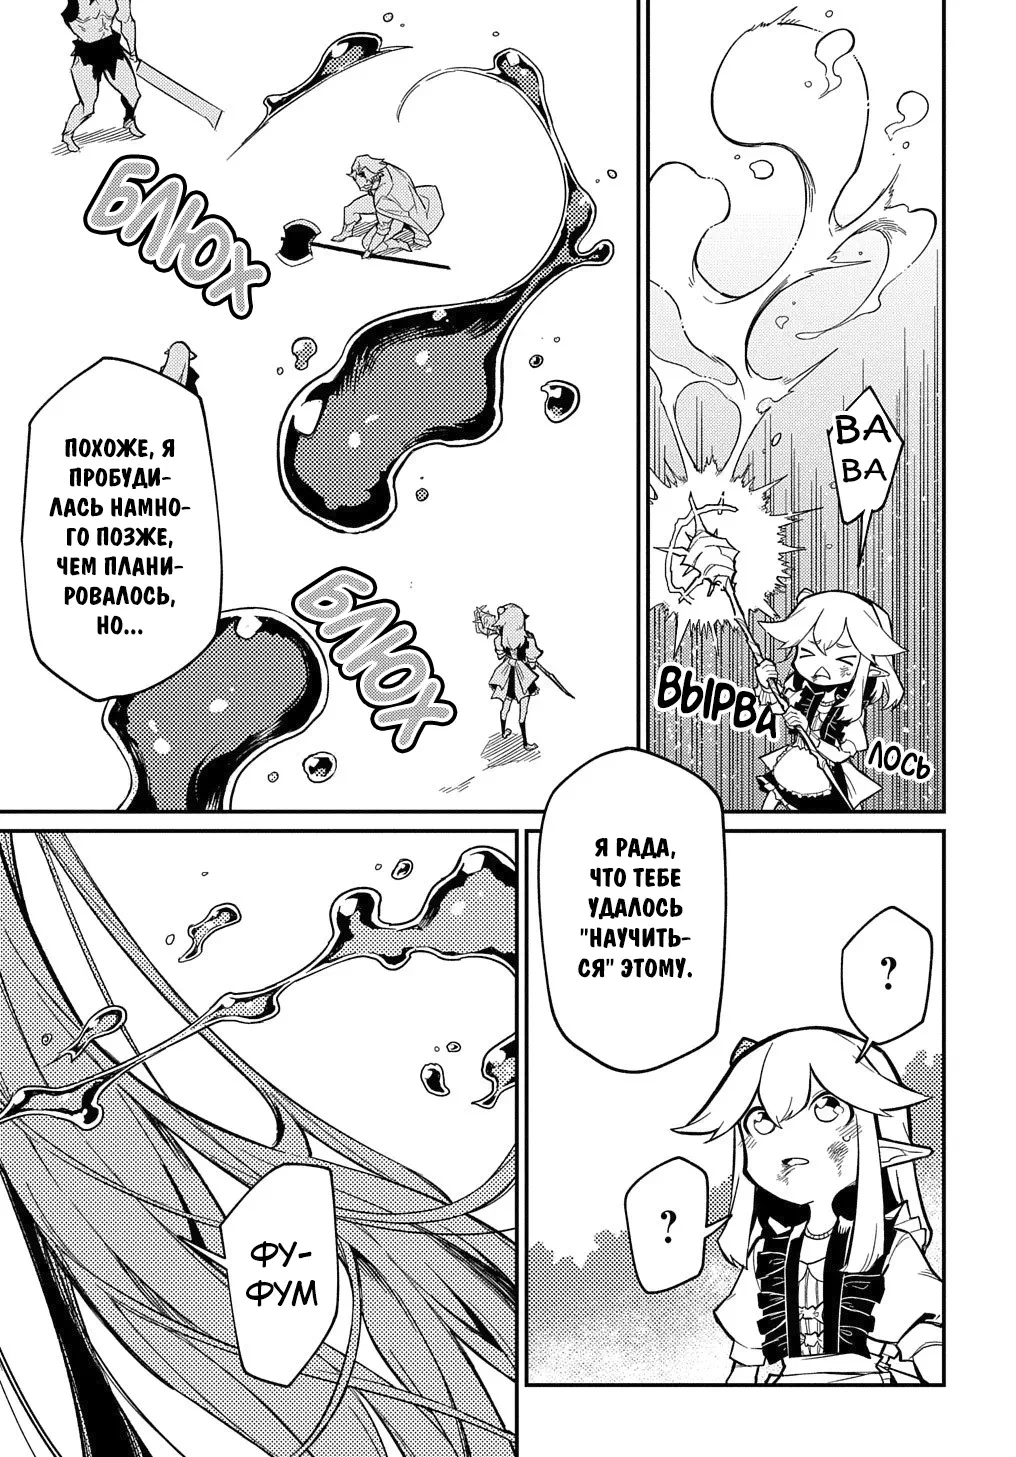 ВА
ВА
ВЫРВА
ЛОСЬ
БЛЮХ
ПОХОЖЕ, Я
ПРОБУДИ-
ЛАСЬ НАМНО-
ГО ПОЗЖЕ,
ЧЕМ ПЛАНИ-
РОВАЛОСЬ,
НО...
БЛЮХ
Я РАДА,
ЧТО ТЕБЕ
УДАЛОСЬ
"НАУЧИТЬ-
СЯ" ЭТОМУ.
?
?
ФУ-
ФУМ